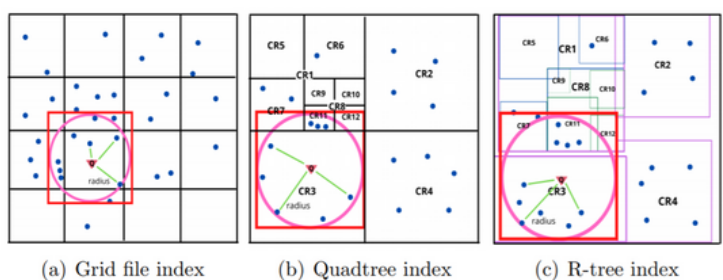 CR5 CR6 CR1 CR2
CR9 CR10
CR7 CR8
CR11 CR12
Q
radius
Q
CR3 CR4
radius
CR5 CR6
CR1 CR2
CR9 CR8 CR10
CR7 CR11 CR12
Q
CR3 CR4
radius
(a) Grid file index (b) Quadtree index (c) R-tree index